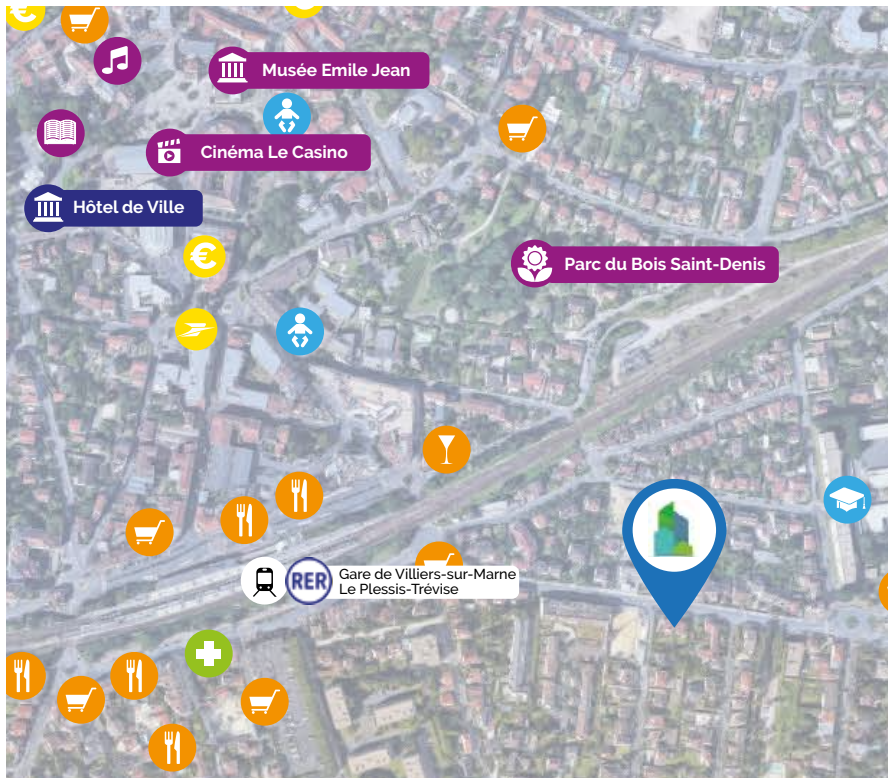 €
€
Musée Emile Jean
Cinéma Le Casino
Hôtel de Ville
€
Parc du Bois Saint-Denis
RER
Gare de Villiers-sur-Marne
Le Plessis-Trévise